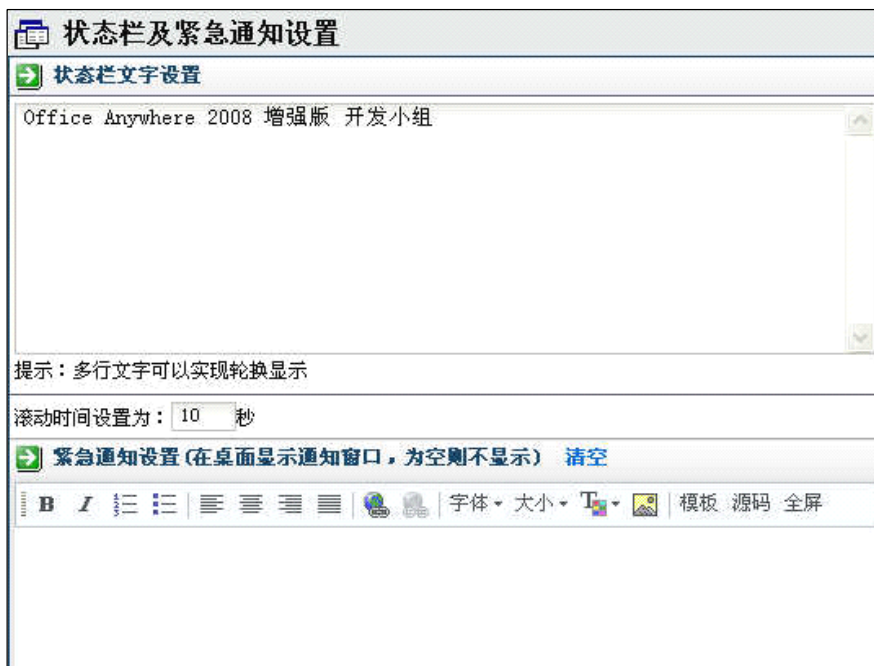 状态栏及紧急通知设置
状态栏文字设置
Office Anywhere 2008 增强版 开发小组
提示：多行文字可以实现轮换显示
滚动时间设置为： 10 秒
紧急通知设置(在桌面显示通知窗口，为空则不显示) 清空
B I 字体 大小 T 模板 源码 全屏